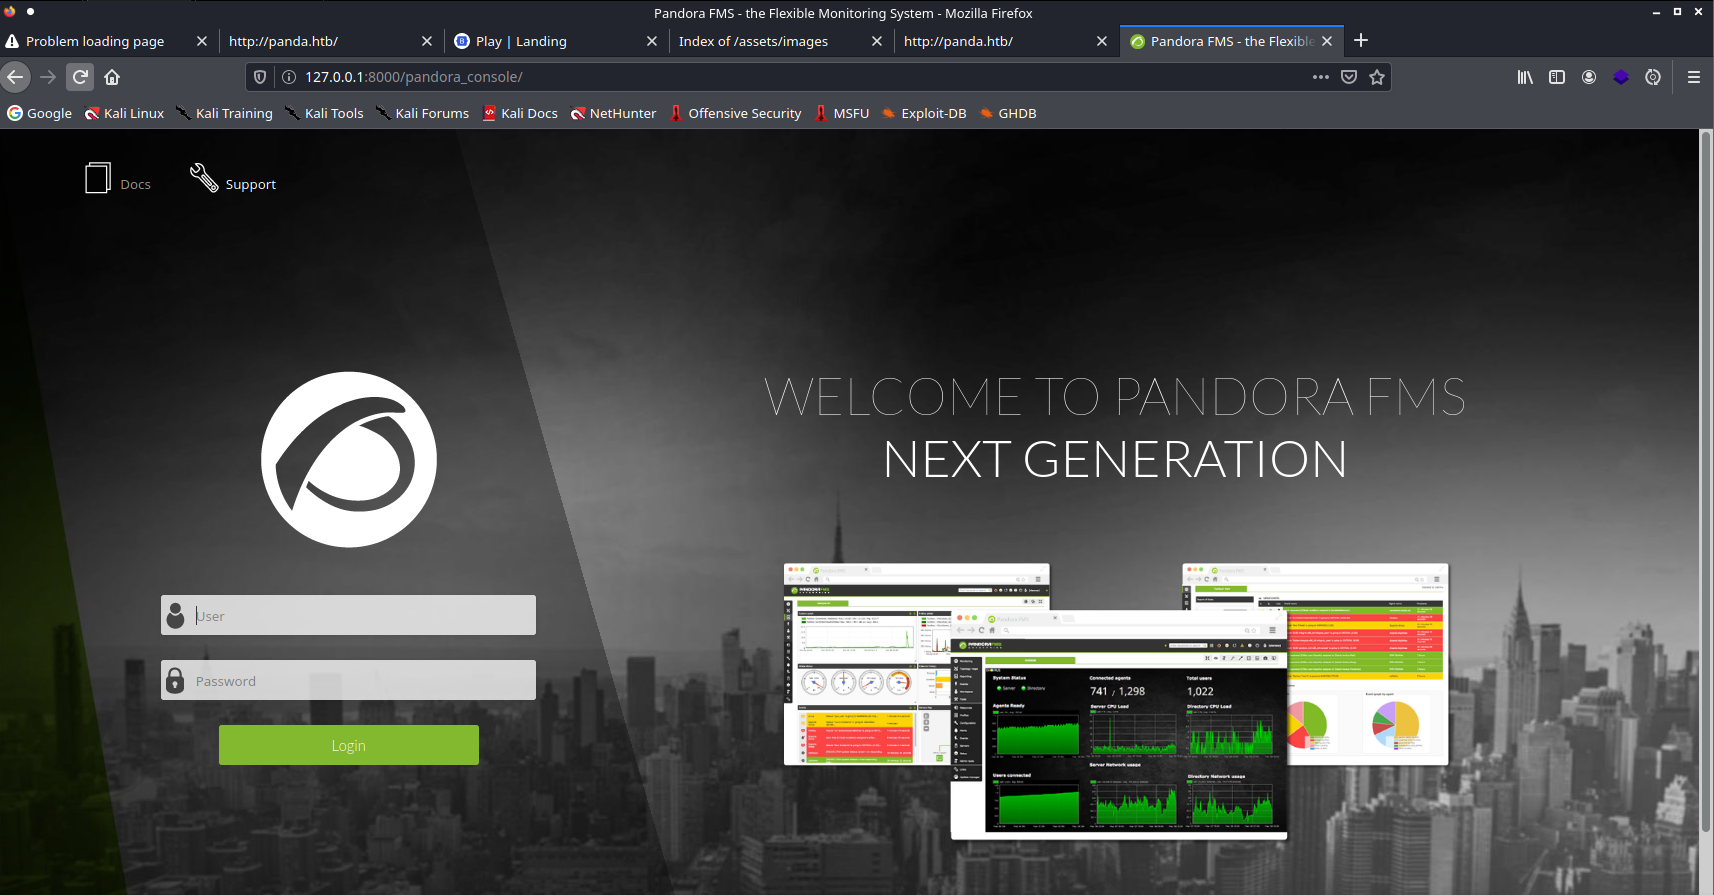 Pandora FMS - the Flexible Monitoring System - Mozilla Firefox
Problem loading page
http://panda.htb/
Play | Landing
Index of /assets/images
http://panda.htb/
Pandora FMS - the Flexible
127.0.0.1:8000/pandora_console/
Google
Kali Linux
Kali Training
Kali Tools
Kali Forums
Kali Docs
NetHunter
Offensive Security
MSFU
Exploit-DB
GHDB
Docs
Support
WELCOME TO PANDORA FMS
NEXT GENERATION
User
Password
Login
PANDORAFMS
System Status
Server
Directory
Connected agents
741 / 1,298
Total users
1,022
Agents Ready
Server CPU Load
Directory CPU Load
Users connected
Server Network usage
Directory Network usage